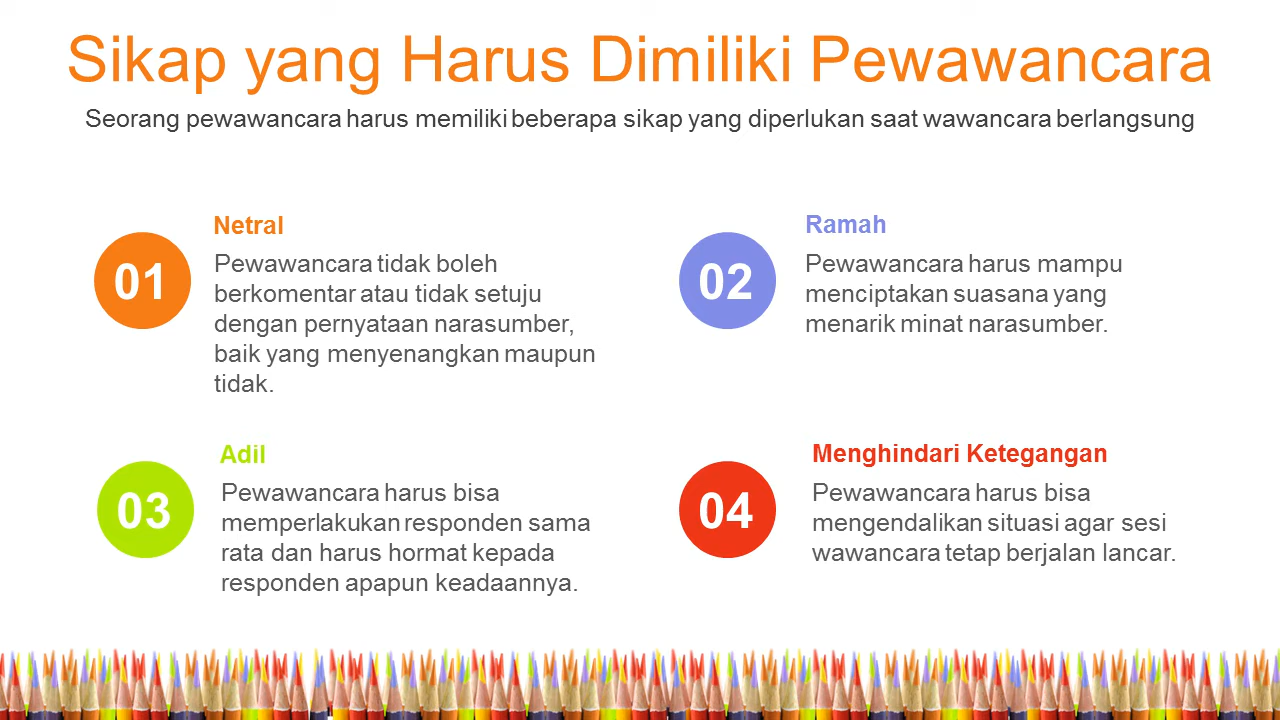 Sikap yang Harus Dimiliki Pewawancara
Seorang pewawancara harus memiliki beberapa sikap yang diperlukan saat wawancara berlangsung
01
Netral
Pewawancara tidak boleh
berkomentar atau tidak setuju
dengan pernyataan narasumber,
baik yang menyenangkan maupun
tidak.
02
Ramah
Pewawancara harus mampu
menciptakan suasana yang
menarik minat narasumber.
03
Adil
Pewawancara harus bisa
memperlakukan responden sama
rata dan harus hormat kepada
responden apapun keadaannya.
04
Menghindari Ketegangan
Pewawancara harus bisa
mengendalikan situasi agar sesi
wawancara tetap berjalan lancar.